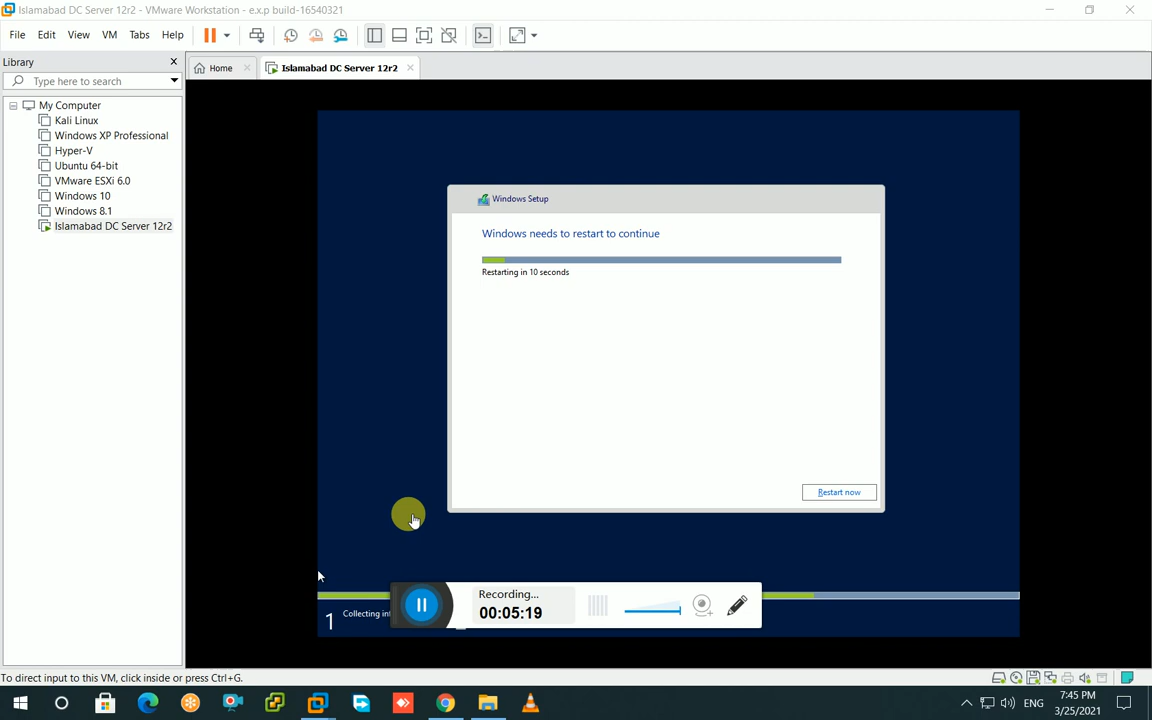 Islamabad DC Server 12r2 - VMware Workstation - e.x.p build-16540321
File Edit View VM Tabs Help
Library
Type here to search
Home
Islamabad DC Server 12r2
My Computer
Kali Linux
Windows XP Professional
Hyper-V
Ubuntu 64-bit
VMware ESXi 6.0
Windows 10
Windows 8.1
Islamabad DC Server 12r2
Windows Setup
Windows needs to restart to continue
Restarting in 10 seconds
Restart now
Recording...
00:05:19
1 Collecting
To direct input to this VM, click inside or press Ctrl+G.
ENG
7:45 PM
3/25/2021